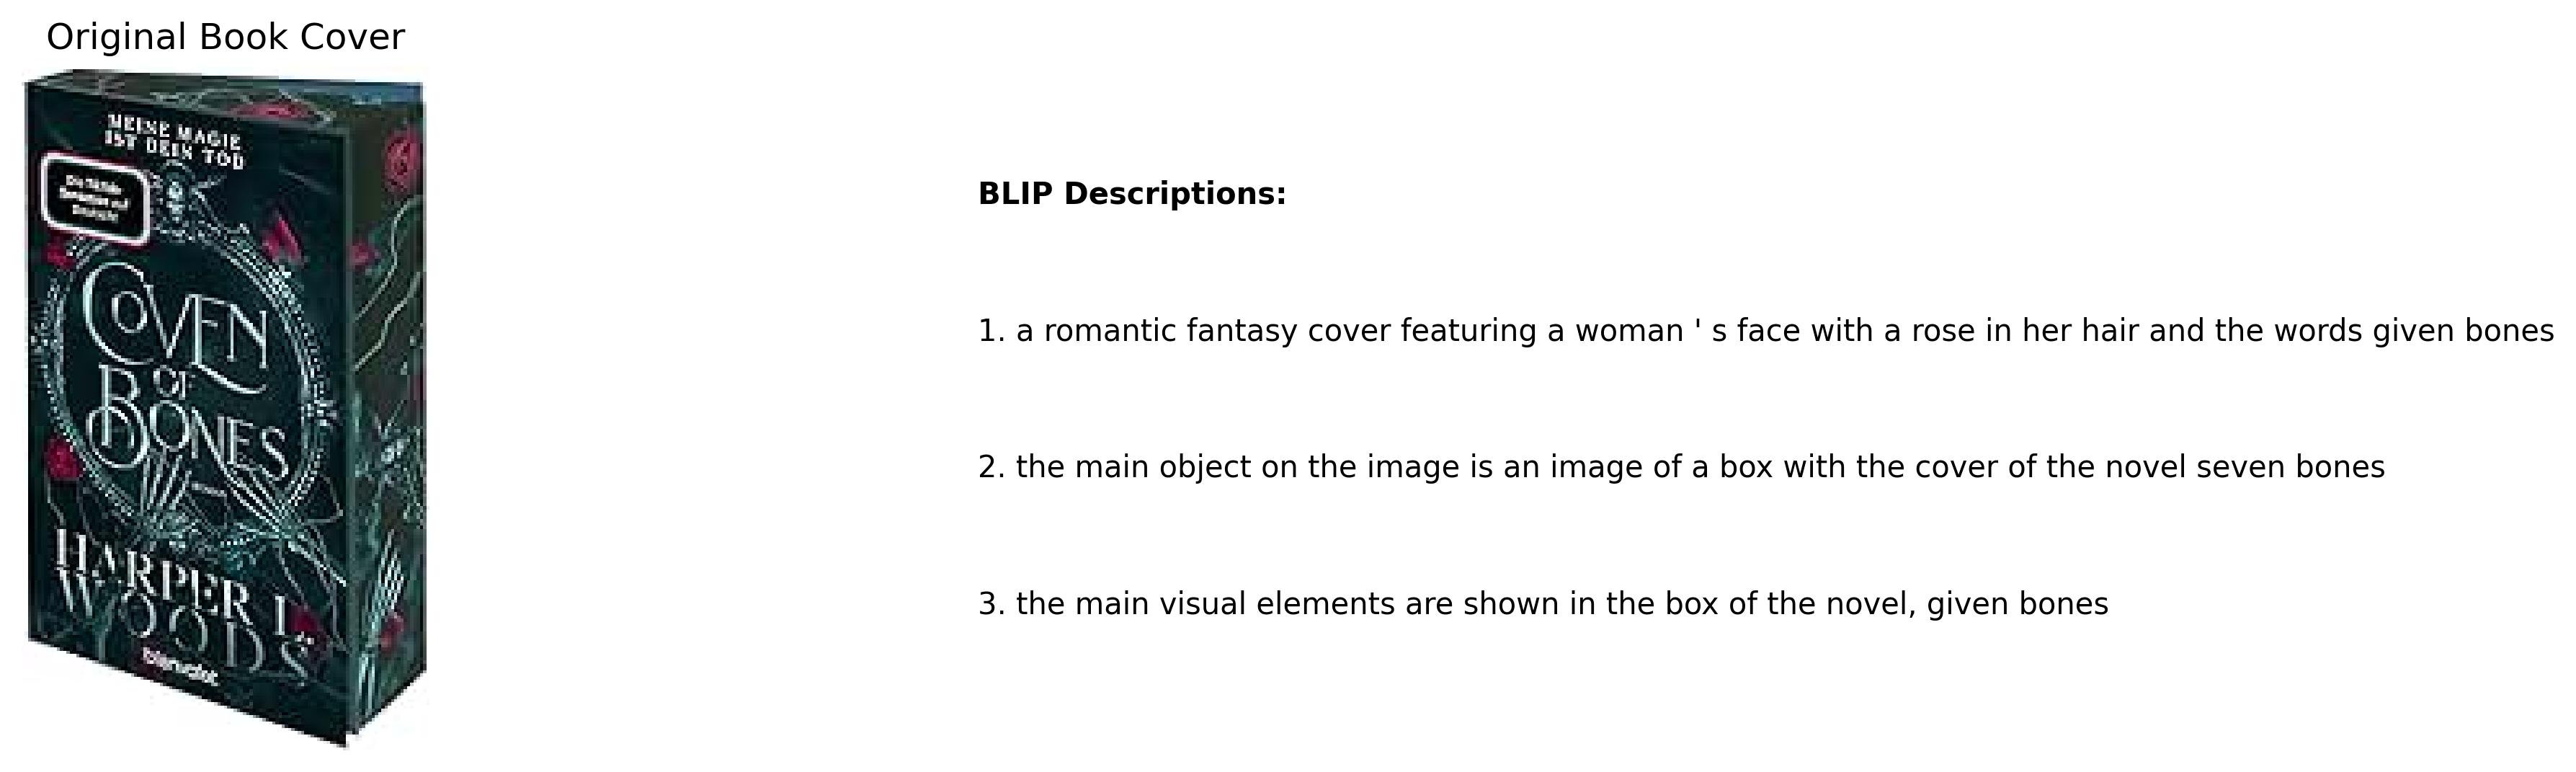 Original Book Cover
MEINE MAGIE
IST DEIN TOD
COVEN
OF
BONES
HARPER L.
WOODS
blanvalet
BLIP Descriptions:
1. a romantic fantasy cover featuring a woman ' s face with a rose in her hair and the words given bones
2. the main object on the image is an image of a box with the cover of the novel seven bones
3. the main visual elements are shown in the box of the novel, given bones